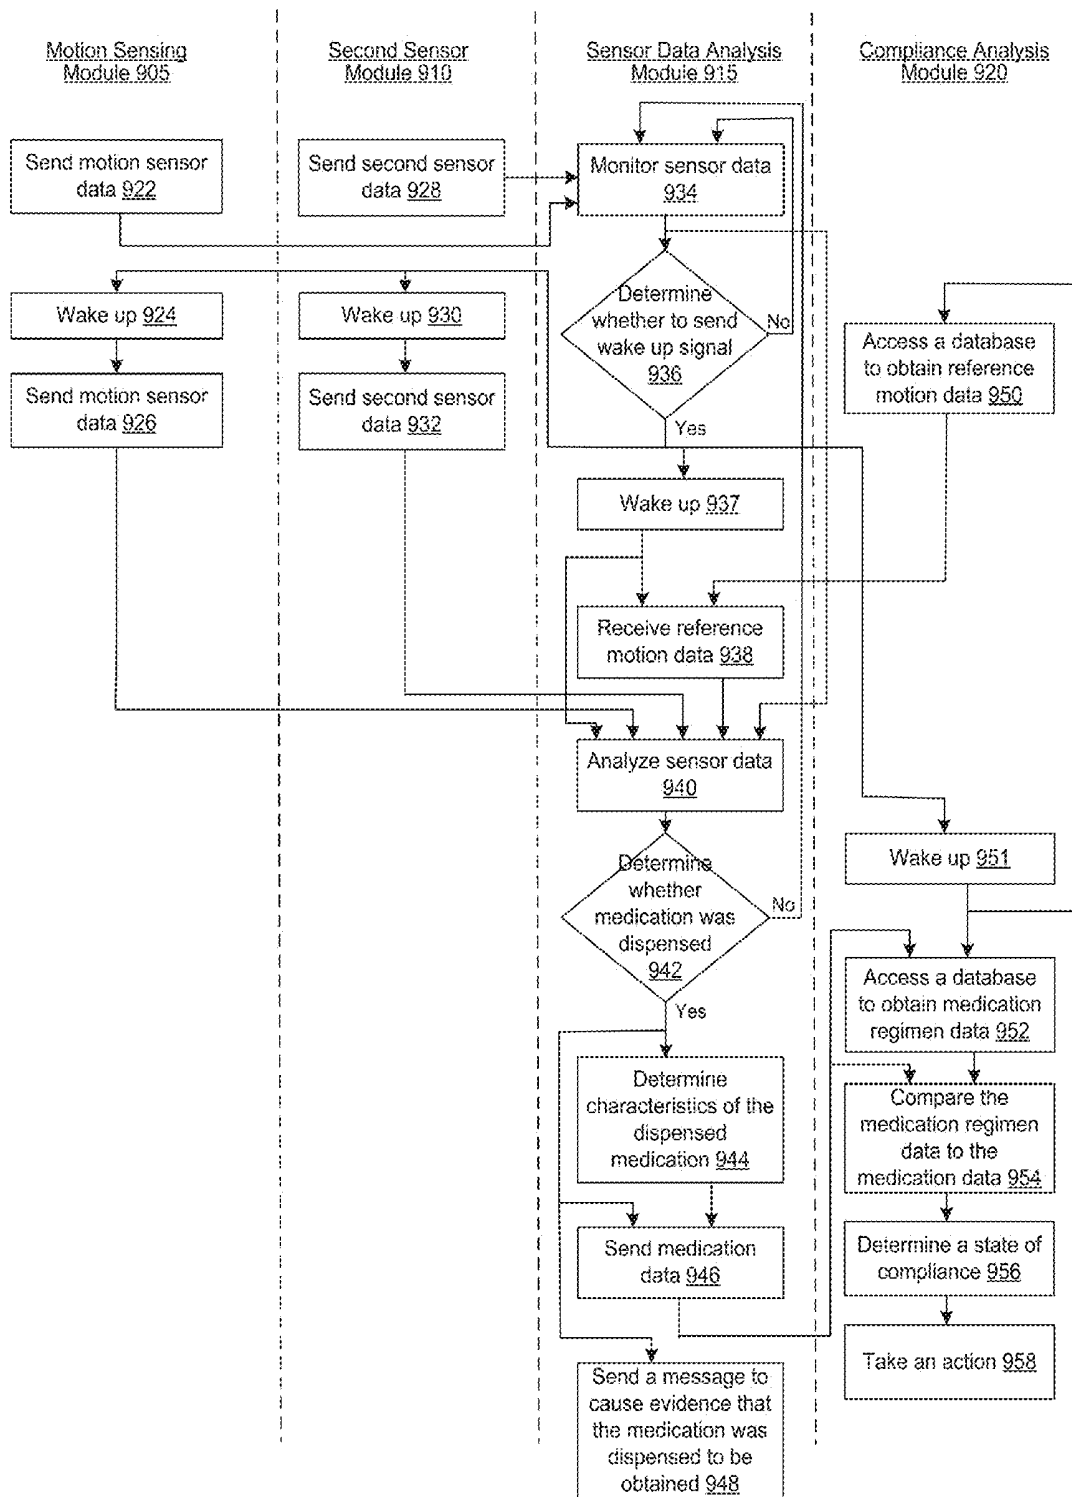 Motion Sensing
Module 905
Second Sensor
Module 910
Sensor Data Analysis
Module 915
Compliance Analysis
Module 920
Send motion sensor
data 922
Send second sensor
data 928
Monitor sensor data
934
Wake up 924
Wake up 930
Determine
whether to send
wake up signal
936
No
Access a database
to obtain reference
motion data 950
Send motion sensor
data 926
Send second sensor
data 932
Yes
Wake up 937
Receive reference
motion data 938
Analyze sensor data
940
Wake up 951
Determine
whether
medication was
dispensed
942
No
Access a database
to obtain medication
regimen data 952
Yes
Determine
characteristics of the
dispensed
medication 944
Compare the
medication regimen
data to the
medication data 954
Send medication
data 946
Determine a state of
compliance 956
Take an action 958
Send a message to
cause evidence that
the medication was
dispensed to be
obtained 948